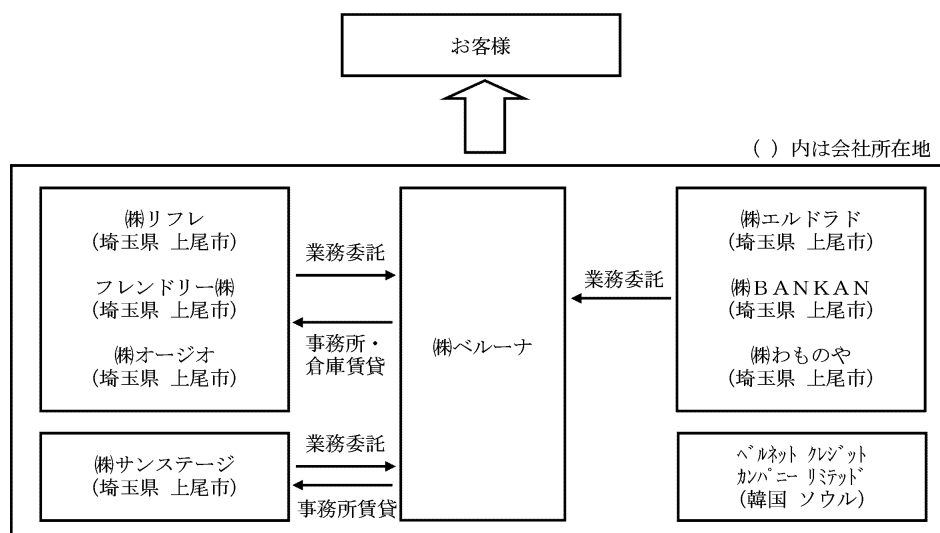 お客様
（ ）内は会社所在地
㈱リフレ
(埼玉県 上尾市)
フレンドリー㈱
(埼玉県 上尾市)
㈱オージオ
(埼玉県 上尾市)
業務委託
事務所・
倉庫賃貸
㈱ベルーナ
業務委託
㈱エルドラド
(埼玉県 上尾市)
㈱ＢＡＮＫＡＮ
(埼玉県 上尾市)
㈱わものや
(埼玉県 上尾市)
㈱サンステージ
(埼玉県 上尾市)
業務委託
事務所賃貸
ﾍﾞﾙﾈｯﾄ ｸﾚｼﾞｯﾄ
ｶﾝﾊﾟﾆｰ ﾘﾐﾃｯﾄﾞ
(韓国 ソウル)